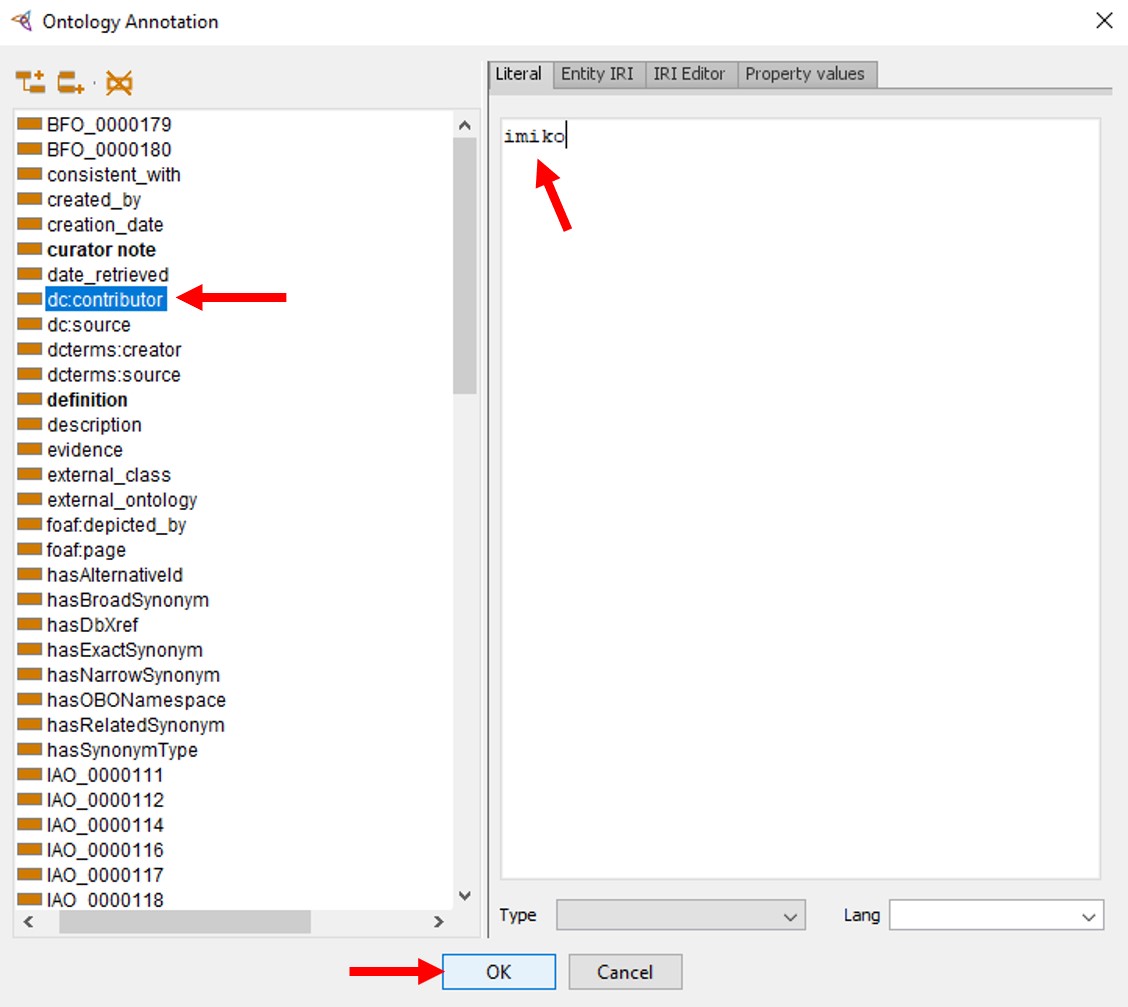 Ontology Annotation
Literal Entity IRI IRI Editor Property values
BFO_0000179
BFO_0000180
consistent_with
created_by
creation_date
curator note
date_retrieved
dc:contributor
dc:source
dcterms:creator
dcterms:source
definition
description
evidence
external_class
external_ontology
foaf:depicted_by
foaf:page
hasAlternativeId
hasBroadSynonym
hasDbXref
hasExactSynonym
hasNarrowSynonym
hasOBONamespace
hasRelatedSynonym
hasSynonymType
IAO_0000111
IAO_0000112
IAO_0000114
IAO_0000116
IAO_0000117
IAO_0000118
imiko
Type Lang
OK Cancel